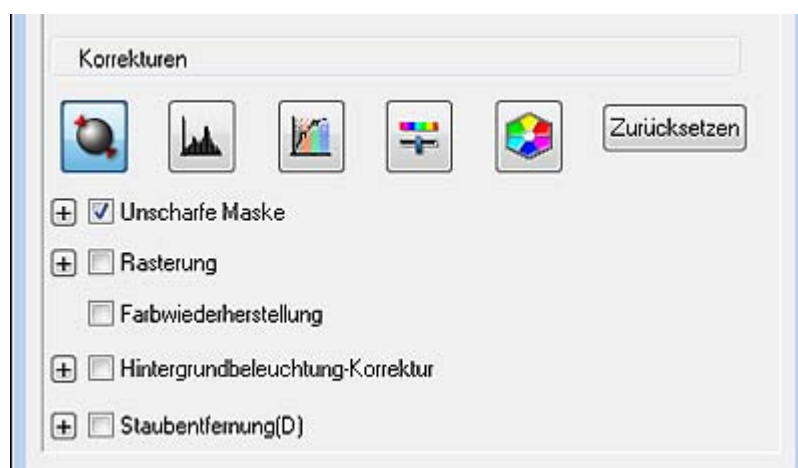 Korrekturen
Zurücksetzen
Unscharfe Maske
Rasterung
Farbwiederherstellung
Hintergrundbeleuchtung-Korrektur
Staubentfernung(D)